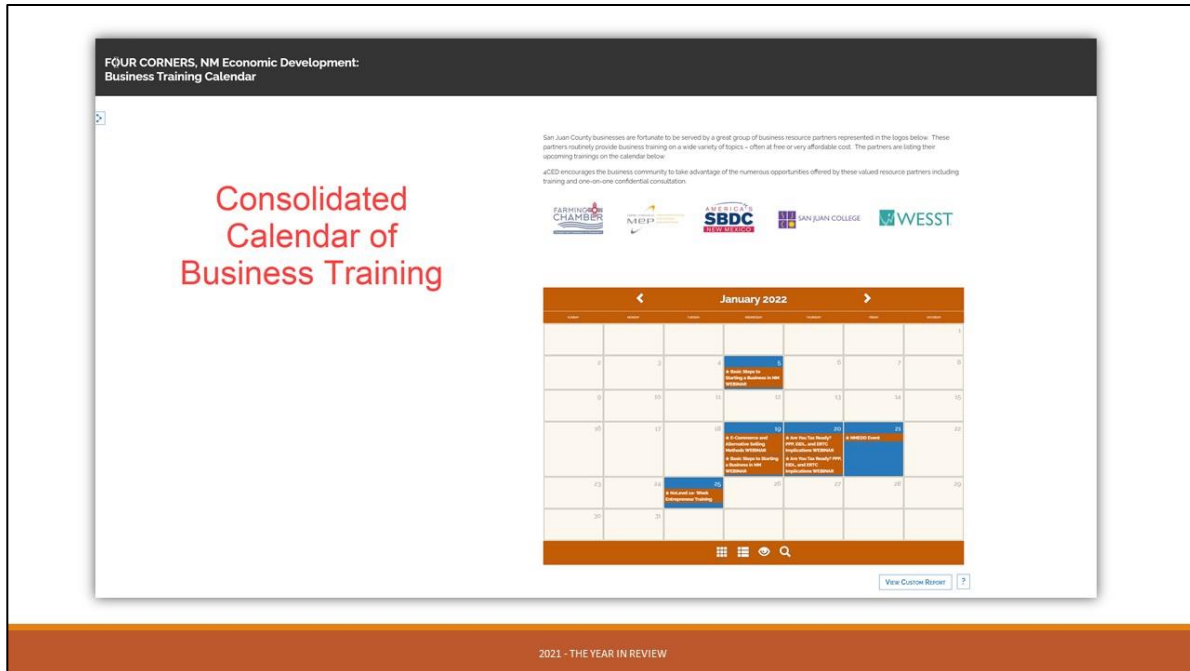 FOUR CORNERS, NM Economic Development:
Business Training Calendar
Consolidated
Calendar of
Business Training
San Juan County businesses are fortunate to be served by a great group of business resource partners represented in the logos below. These
partners routinely provide business training on a wide variety of topics – often at free or very affordable cost. The partners are listing their
upcoming trainings on the calendar below.
4CED encourages the business community to take advantage of the numerous opportunities offered by these valued resource partners including
training and one-on-one confidential consultation.
FARMINGTON
CHAMBER
MEP
AMERICA'S
SBDC
NEW MEXICO
SJC
SAN JUAN COLLEGE
WESST
January 2022
SUNDAY MONDAY TUESDAY WEDNESDAY THURSDAY FRIDAY SATURDAY
1
2 3 4 5 6 7 8
Basic Steps to
Starting a Business in NM
WEBINAR
9 10 11 12 13 14 15
16 17 18 19 20 21 22
E-Commerce and
Alternative Selling
Methods WEBINAR
Basic Steps to Starting
a Business in NM
WEBINAR
Are You Tax Ready?
PPP, EIDL, and ERTC
Implications WEBINAR
Are You Tax Ready? PPP,
EIDL, and ERTC
Implications WEBINAR
NMEDD Event
23 24 25 26 27 28 29
Entrepreneur Training
30 31
VIEW CUSTOM REPORT ?
2021 - THE YEAR IN REVIEW